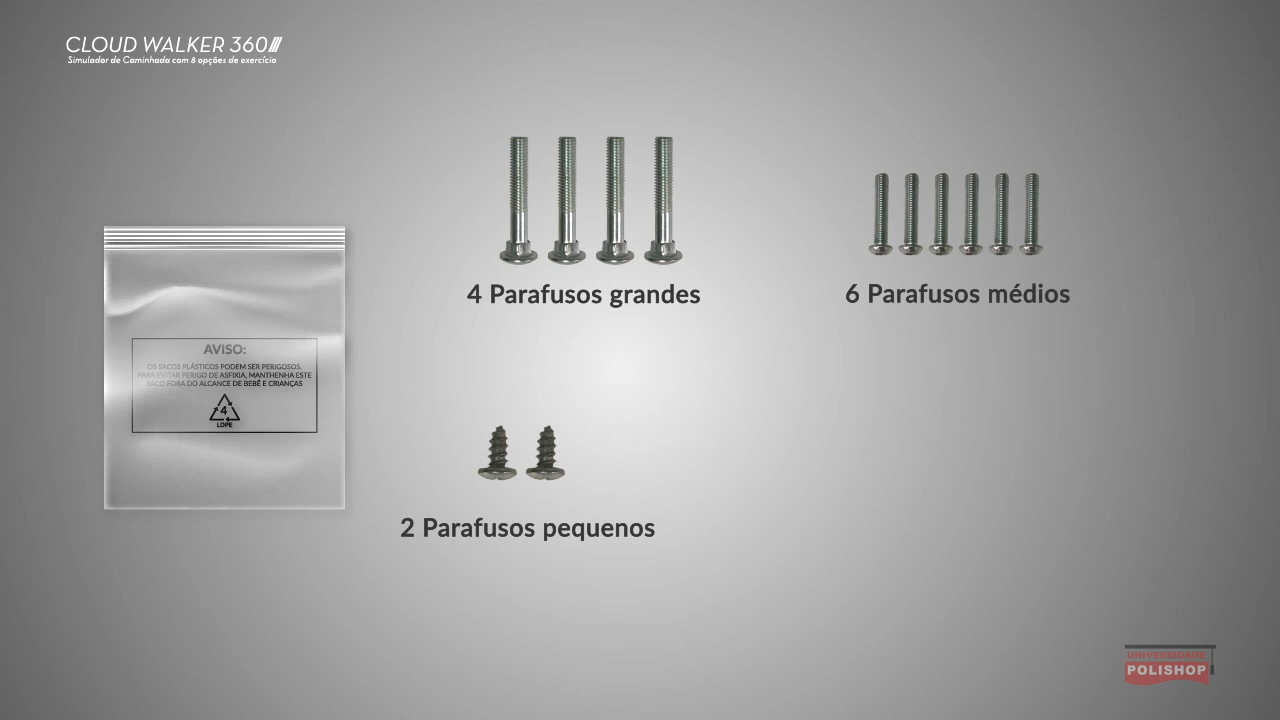 CLOUD WALKER 360
Simulador de Caminhada com 8 opções de exercício
4 Parafusos grandes
6 Parafusos médios
AVISO:
OS SACOS PLÁSTICOS PODEM SER PERIGOSOS.
PARA EVITAR PERIGO DE ASFIXIA, MANTHENHA ESTE
SACO FORA DO ALCANCE DE BEBÊ E CRIANÇAS
4
LDPE
2 Parafusos pequenos
UNIVERSIDADE
POLISHOP